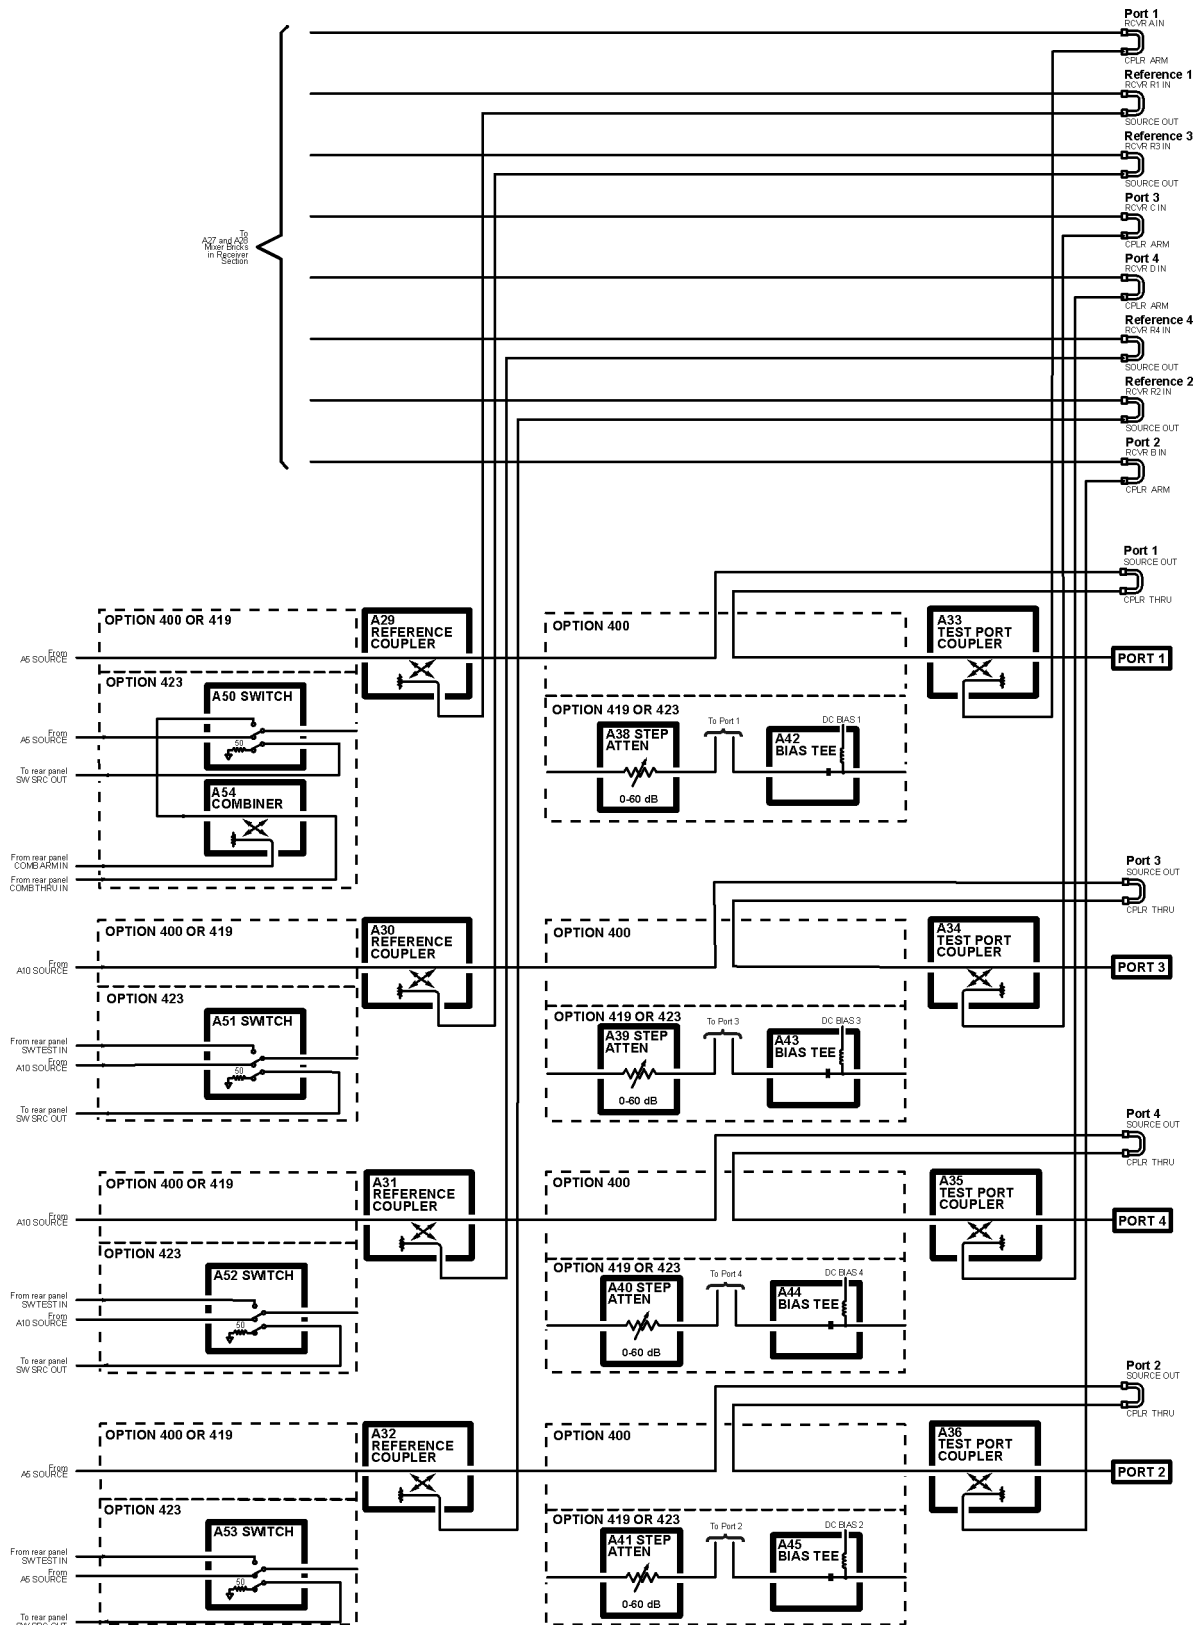 Port 1
RCVR A IN
CPLR ARM
Reference 1
RCVR R1 IN
SOURCE OUT
Reference 3
RCVR R3 IN
SOURCE OUT
Port 3
RCVR C IN
CPLR ARM
Port 4
RCVR D IN
CPLR ARM
Reference 4
RCVR R4 IN
SOURCE OUT
Reference 2
RCVR R2 IN
SOURCE OUT
Port 2
RCVR B IN
CPLR ARM
To
A27 and A28
Mixer Bricks
in Receiver
Section
Port 1
SOURCE OUT
CPLR THRU
OPTION 400 OR 419
A29
REFERENCE
COUPLER
OPTION 400
A33
TEST PORT
COUPLER
From
A5 SOURCE
PORT 1
OPTION 423
A50 SWITCH
From
A5 SOURCE
50
To rear panel
SW SRC OUT
A54
COMBINER
From rear panel
COMB ARM IN
From rear panel
COMB THRU IN
OPTION 419 OR 423
A38 STEP
ATTEN
0-60 dB
To Port 1
A42
BIAS TEE
DC BIAS 1
Port 3
SOURCE OUT
CPLR THRU
OPTION 400 OR 419
A30
REFERENCE
COUPLER
OPTION 400
A34
TEST PORT
COUPLER
From
A10 SOURCE
PORT 3
OPTION 423
A51 SWITCH
From rear panel
SW TEST IN
From
A10 SOURCE
50
To rear panel
SW SRC OUT
OPTION 419 OR 423
A39 STEP
ATTEN
0-60 dB
To Port 3
A43
BIAS TEE
DC BIAS 3
Port 4
SOURCE OUT
CPLR THRU
OPTION 400 OR 419
A31
REFERENCE
COUPLER
OPTION 400
A35
TEST PORT
COUPLER
From
A10 SOURCE
PORT 4
OPTION 423
A52 SWITCH
From rear panel
SW TEST IN
From
A10 SOURCE
50
To rear panel
SW SRC OUT
OPTION 419 OR 423
A40 STEP
ATTEN
0-60 dB
To Port 4
A44
BIAS TEE
DC BIAS 4
Port 2
SOURCE OUT
CPLR THRU
OPTION 400 OR 419
A32
REFERENCE
COUPLER
OPTION 400
A36
TEST PORT
COUPLER
From
A5 SOURCE
PORT 2
OPTION 423
A53 SWITCH
From rear panel
SW TEST IN
From
A5 SOURCE
50
To rear panel
SW SRC OUT
OPTION 419 OR 423
A41 STEP
ATTEN
0-60 dB
To Port 2
A45
BIAS TEE
DC BIAS 2